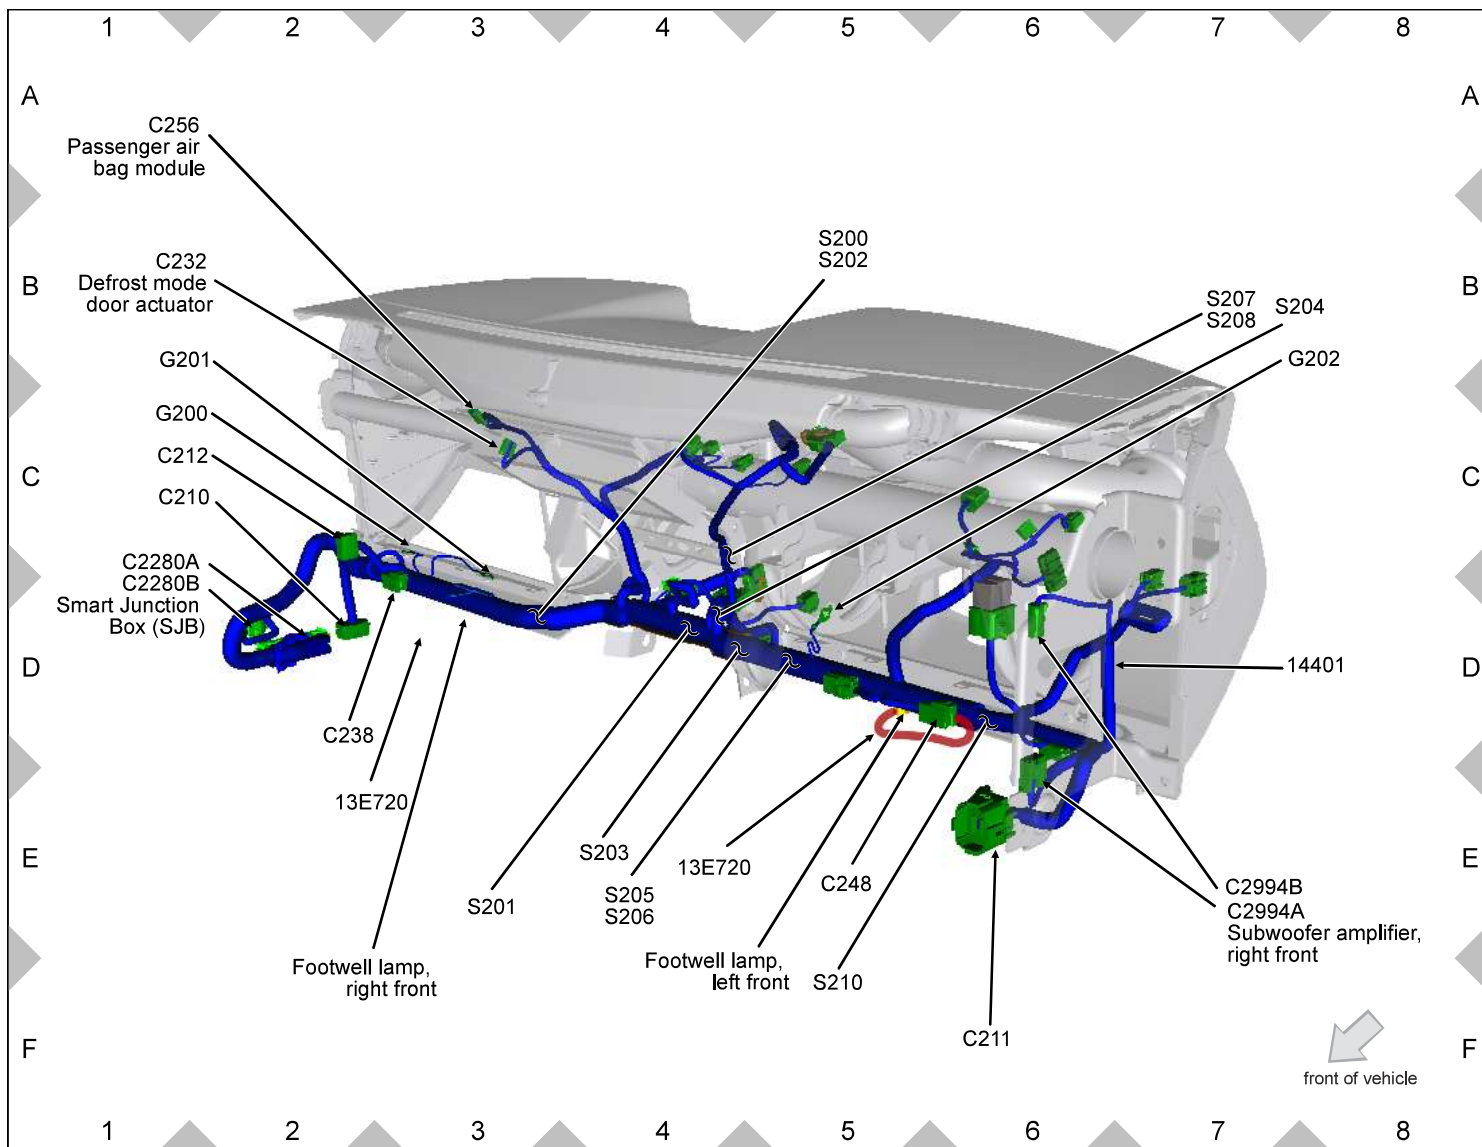 1 2 3 4 5 6 7 8
A A
C256
Passenger air
bag module
S200
S202
C232
Defrost mode
door actuator
B B
S207
S208
S204
G201
G202
G200
C212
C C
C210
C2280A
C2280B
Smart Junction
Box (SJB)
D D
14401
C238
13E720
S203
13E720
E E
C248
C2994B
C2994A
Subwoofer amplifier,
right front
S201
S205
S206
Footwell lamp,
right front
Footwell lamp,
left front
S210
C211
F F
front of vehicle
1 2 3 4 5 6 7 8